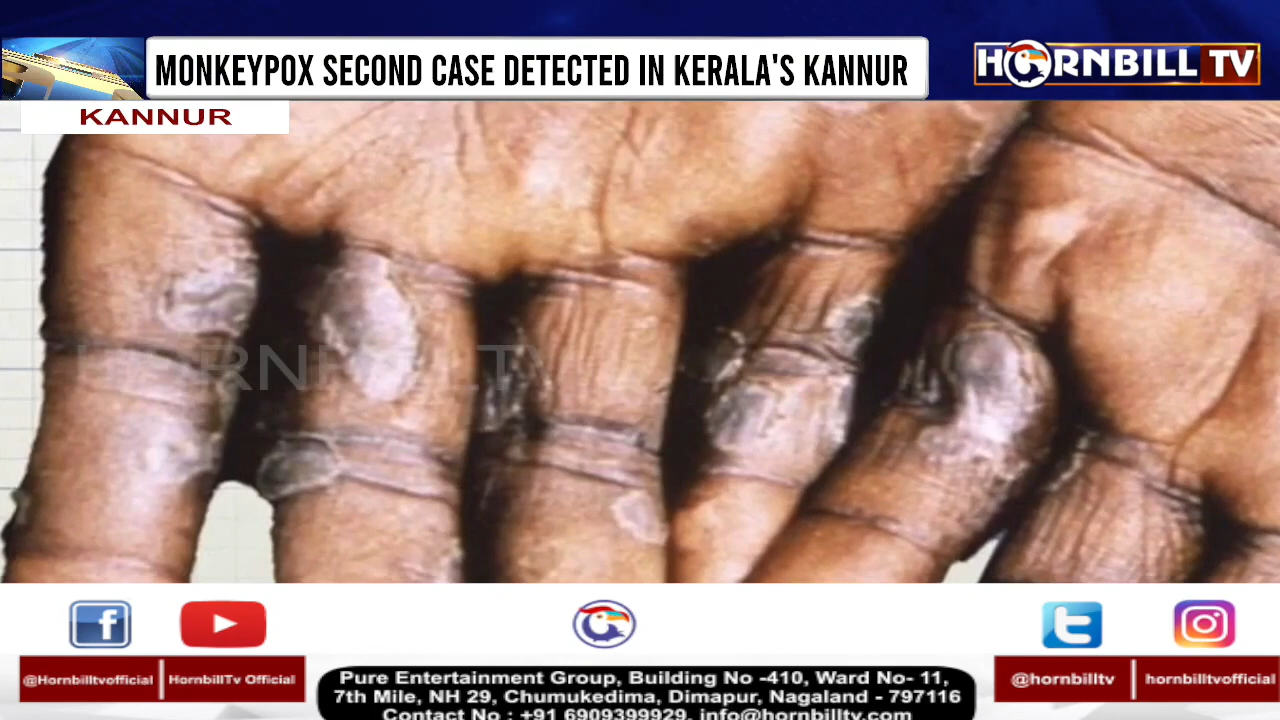 MONKEYPOX SECOND CASE DETECTED IN KERALA'S KANNUR
HORNBILL TV
KANNUR
HORNBILL TV
@Hornbilltvofficial
HornbillTv Official
Pure Entertainment Group, Building No -410, Ward No- 11,
7th Mile, NH 29, Chumukedima, Dimapur, Nagaland - 797116
Contact No : +91 6909399929, info@hornbilltv.com
@hornbilltv
hornbilltvofficial